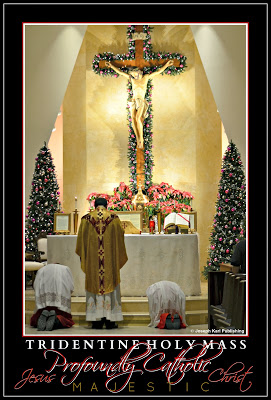 © Joseph Karl Publishing
TRIDENTINE HOLY MASS
Profoundly Catholic
Jesus Christ
MAJESTIC